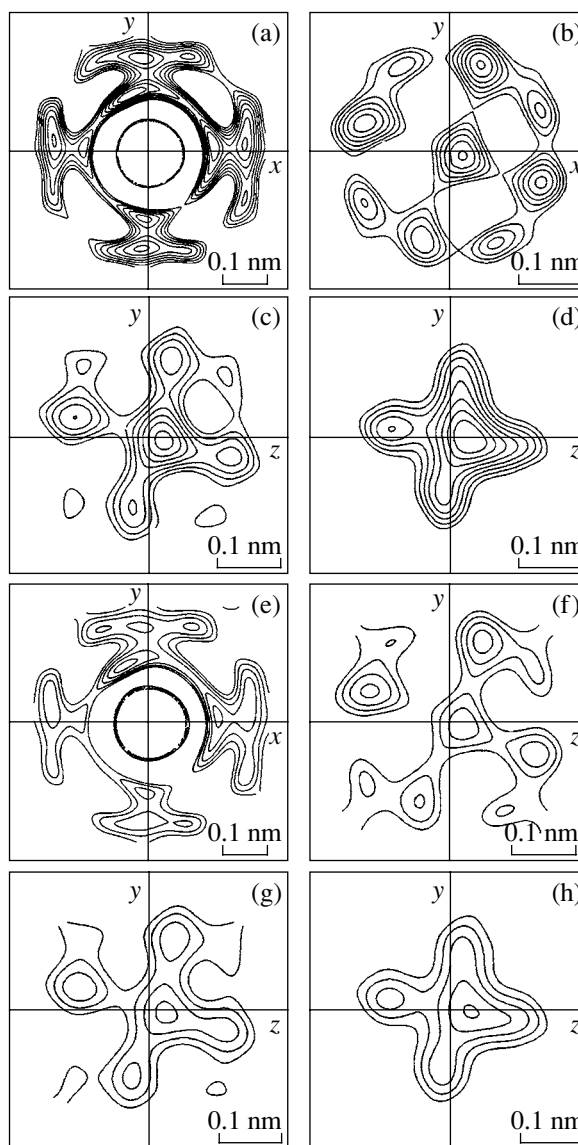 y (a)
x
0.1 nm
y (b)
x
0.1 nm
y (c)
z
0.1 nm
y (d)
z
0.1 nm
y (e)
x
0.1 nm
y (f)
z
0.1 nm
y (g)
z
0.1 nm
y (h)
z
0.1 nm